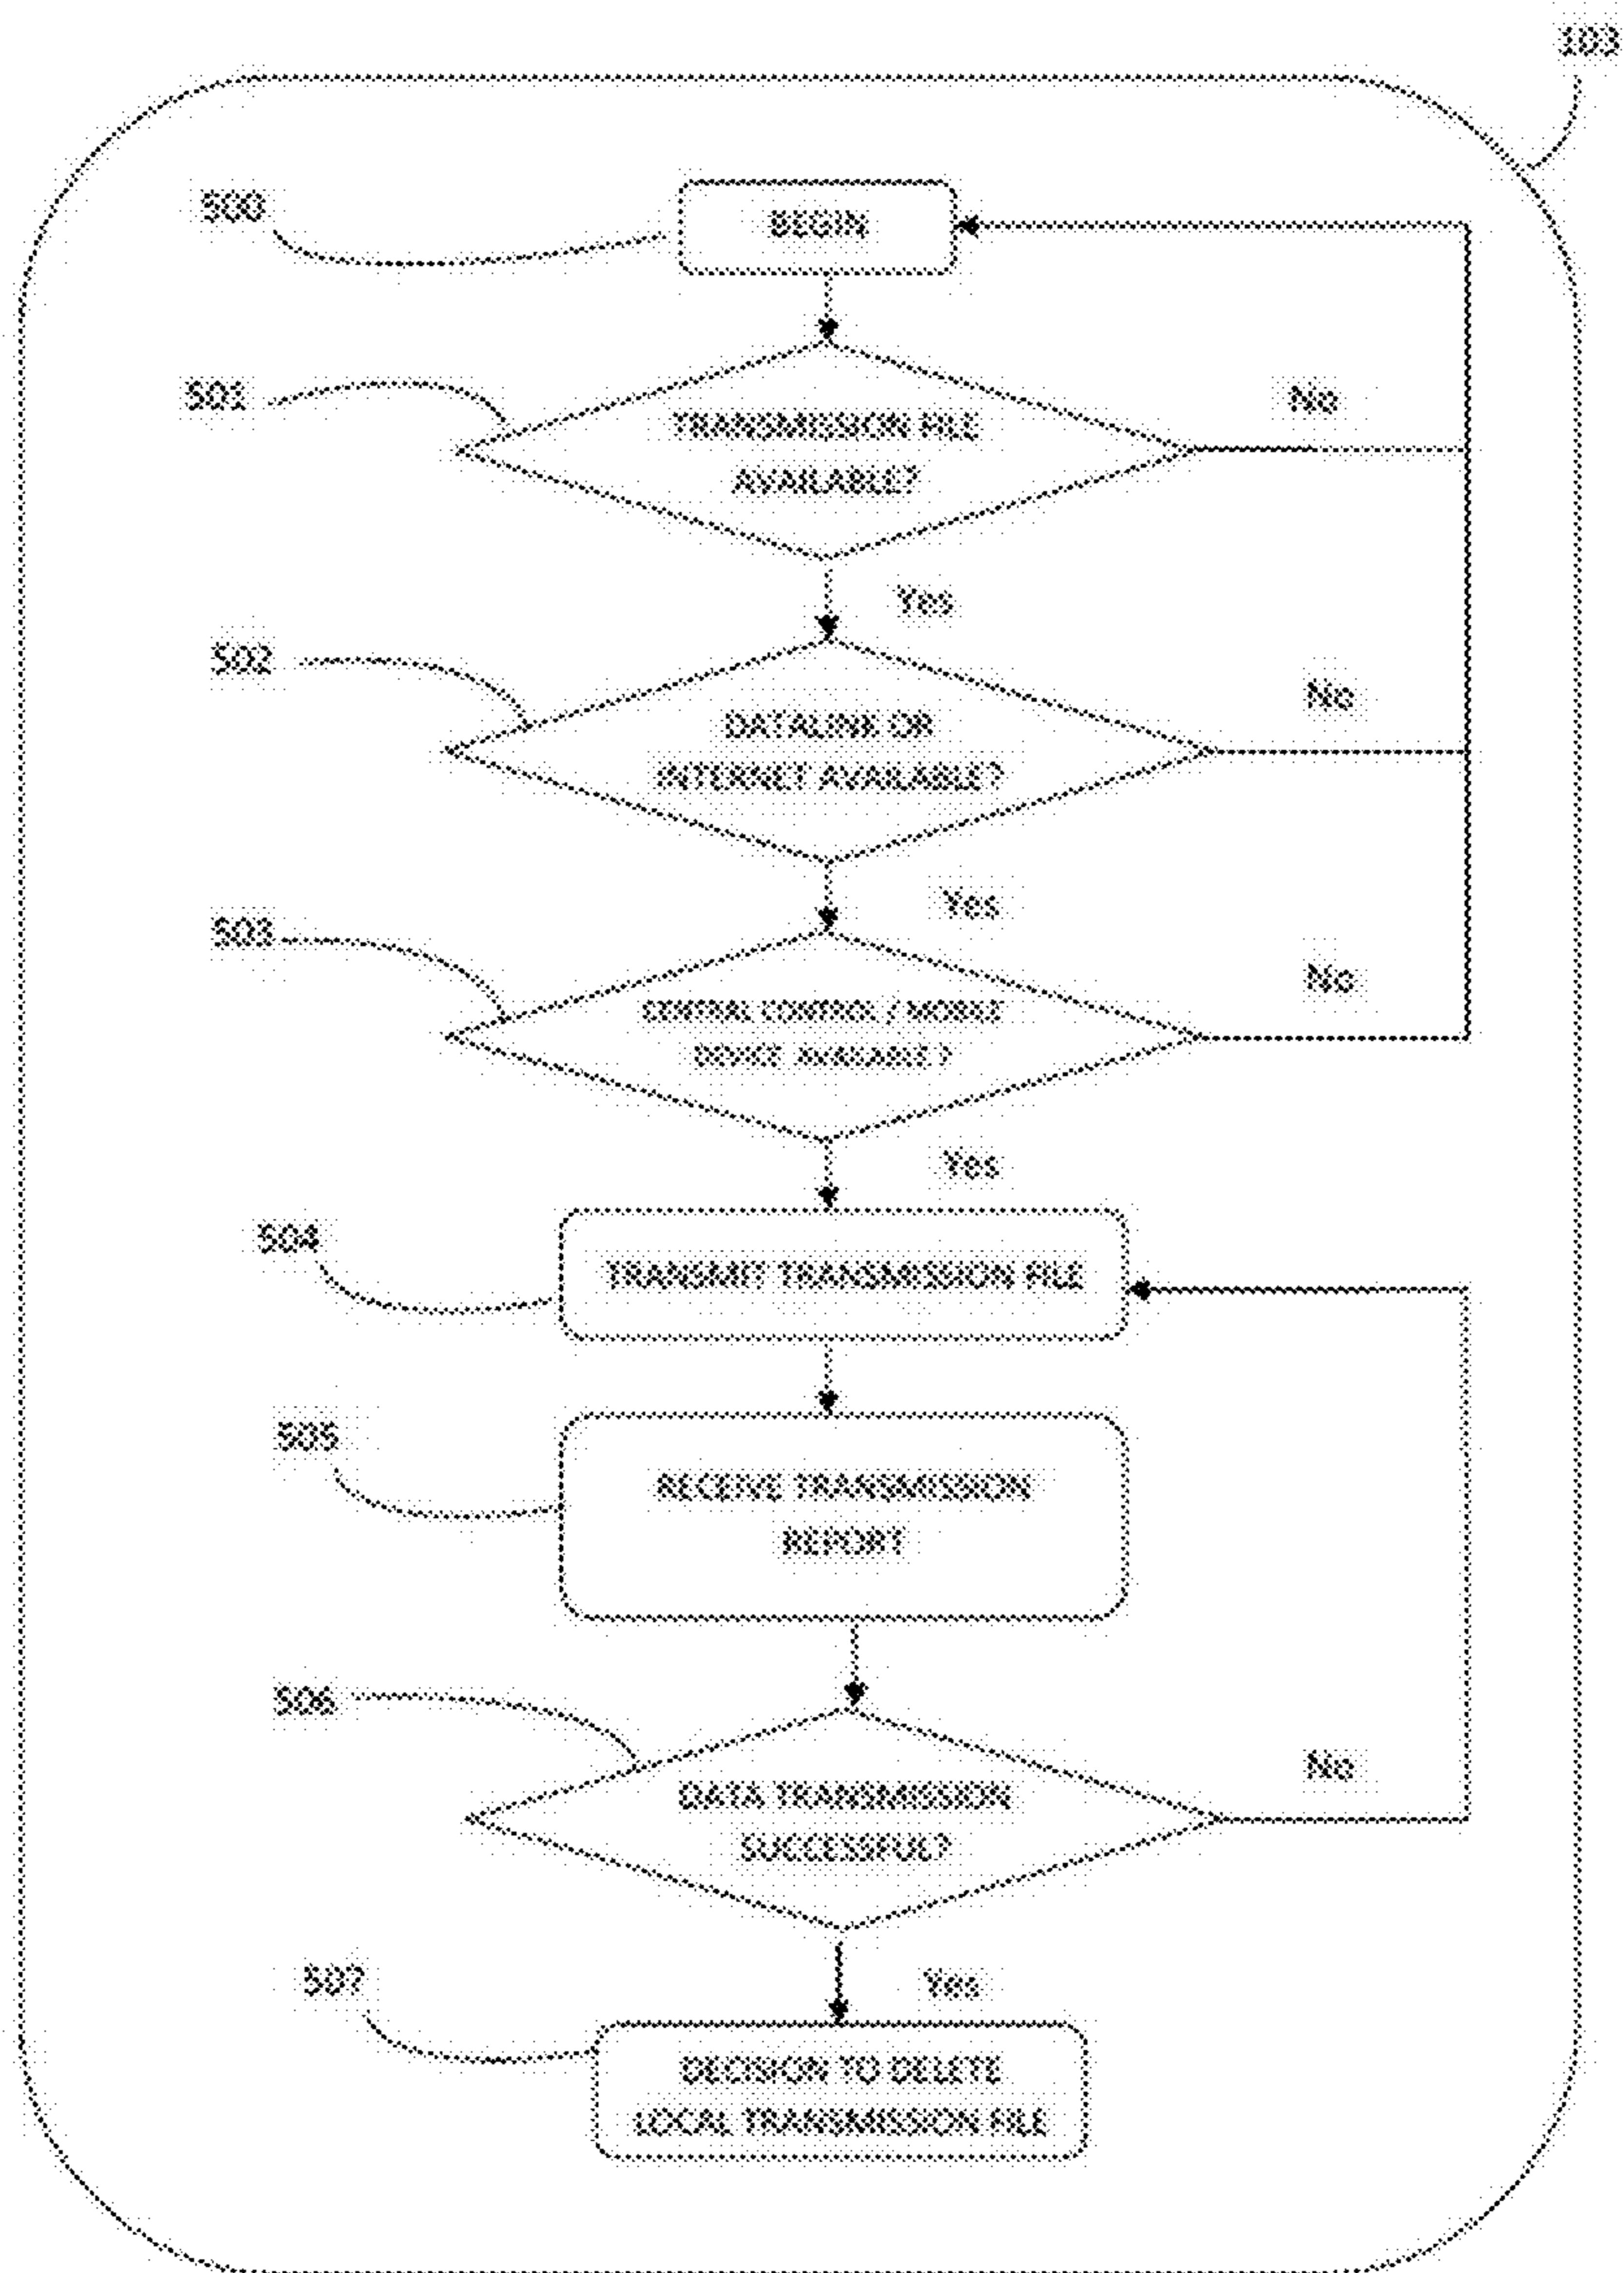 103
500
BEGIN
501
TRANSMISSION FILE
AVAILABLE?
No
Yes
502
DATALINK OR
INTERNET AVAILABLE?
No
Yes
503
CENTRAL CONTROL / MOBILE
DEVICE AVAILABLE?
No
Yes
504
TRANSMIT TRANSMISSION FILE
505
RECEIVE TRANSMISSION
REPORT
506
DATA TRANSMISSION
SUCCESSFUL?
No
Yes
507
DECISION TO DELETE
LOCAL TRANSMISSION FILE